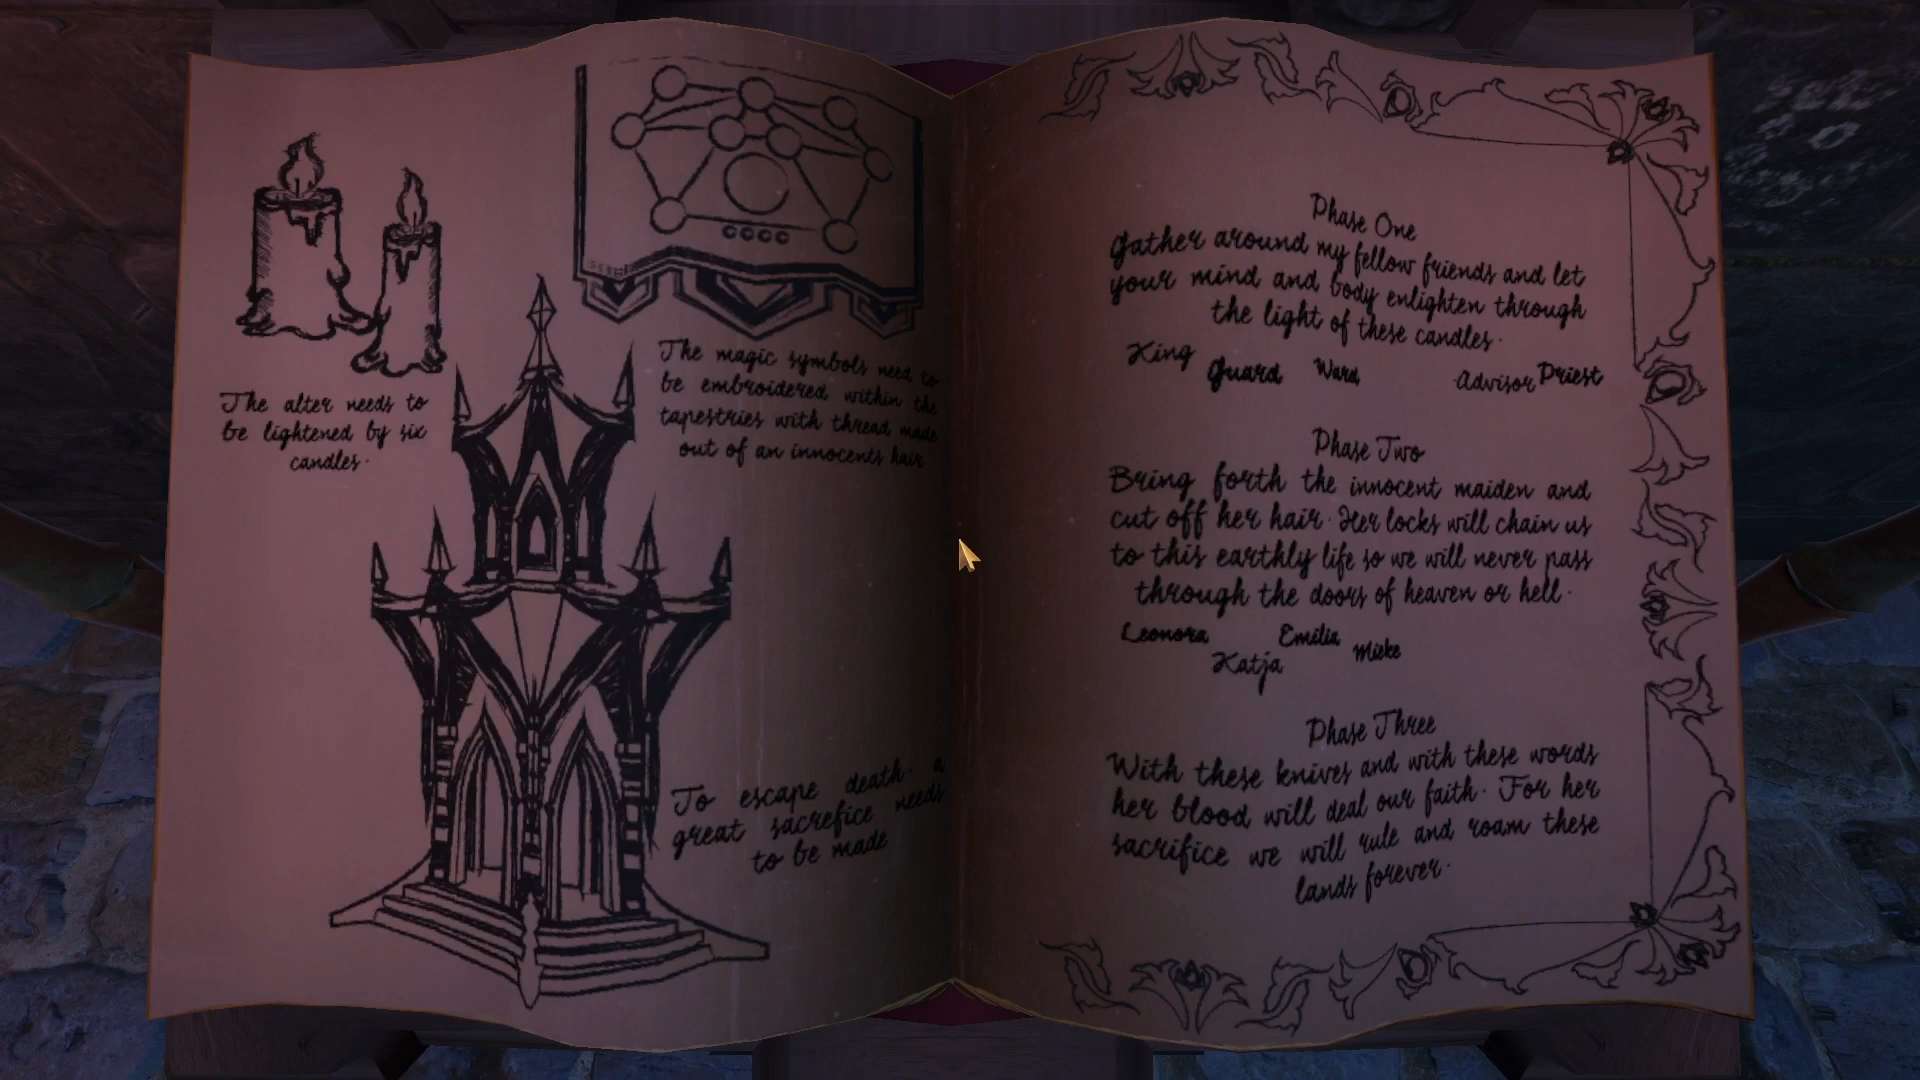 The alter needs to
be lightened by six
candles.
The magic symbols need to
be embroidered within the
tapestries with thread made
out of an innocents hair
To escape death. a
great sacrefice needs
to be made
Phase One
Gather around my fellow friends and let
your mind and body enlighten through
the light of these candles.
King Guard Ward Advisor Priest
Phase Two
Bring forth the innocent maiden and
cut off her hair. Her locks will chain us
to this earthly life so we will never pass
through the doors of heaven or hell.
Leonora Katja Emilia Mieke
Phase Three
With these knives and with these words
her blood will deal our faith. For her
sacrifice we will rule and roam these
lands forever.